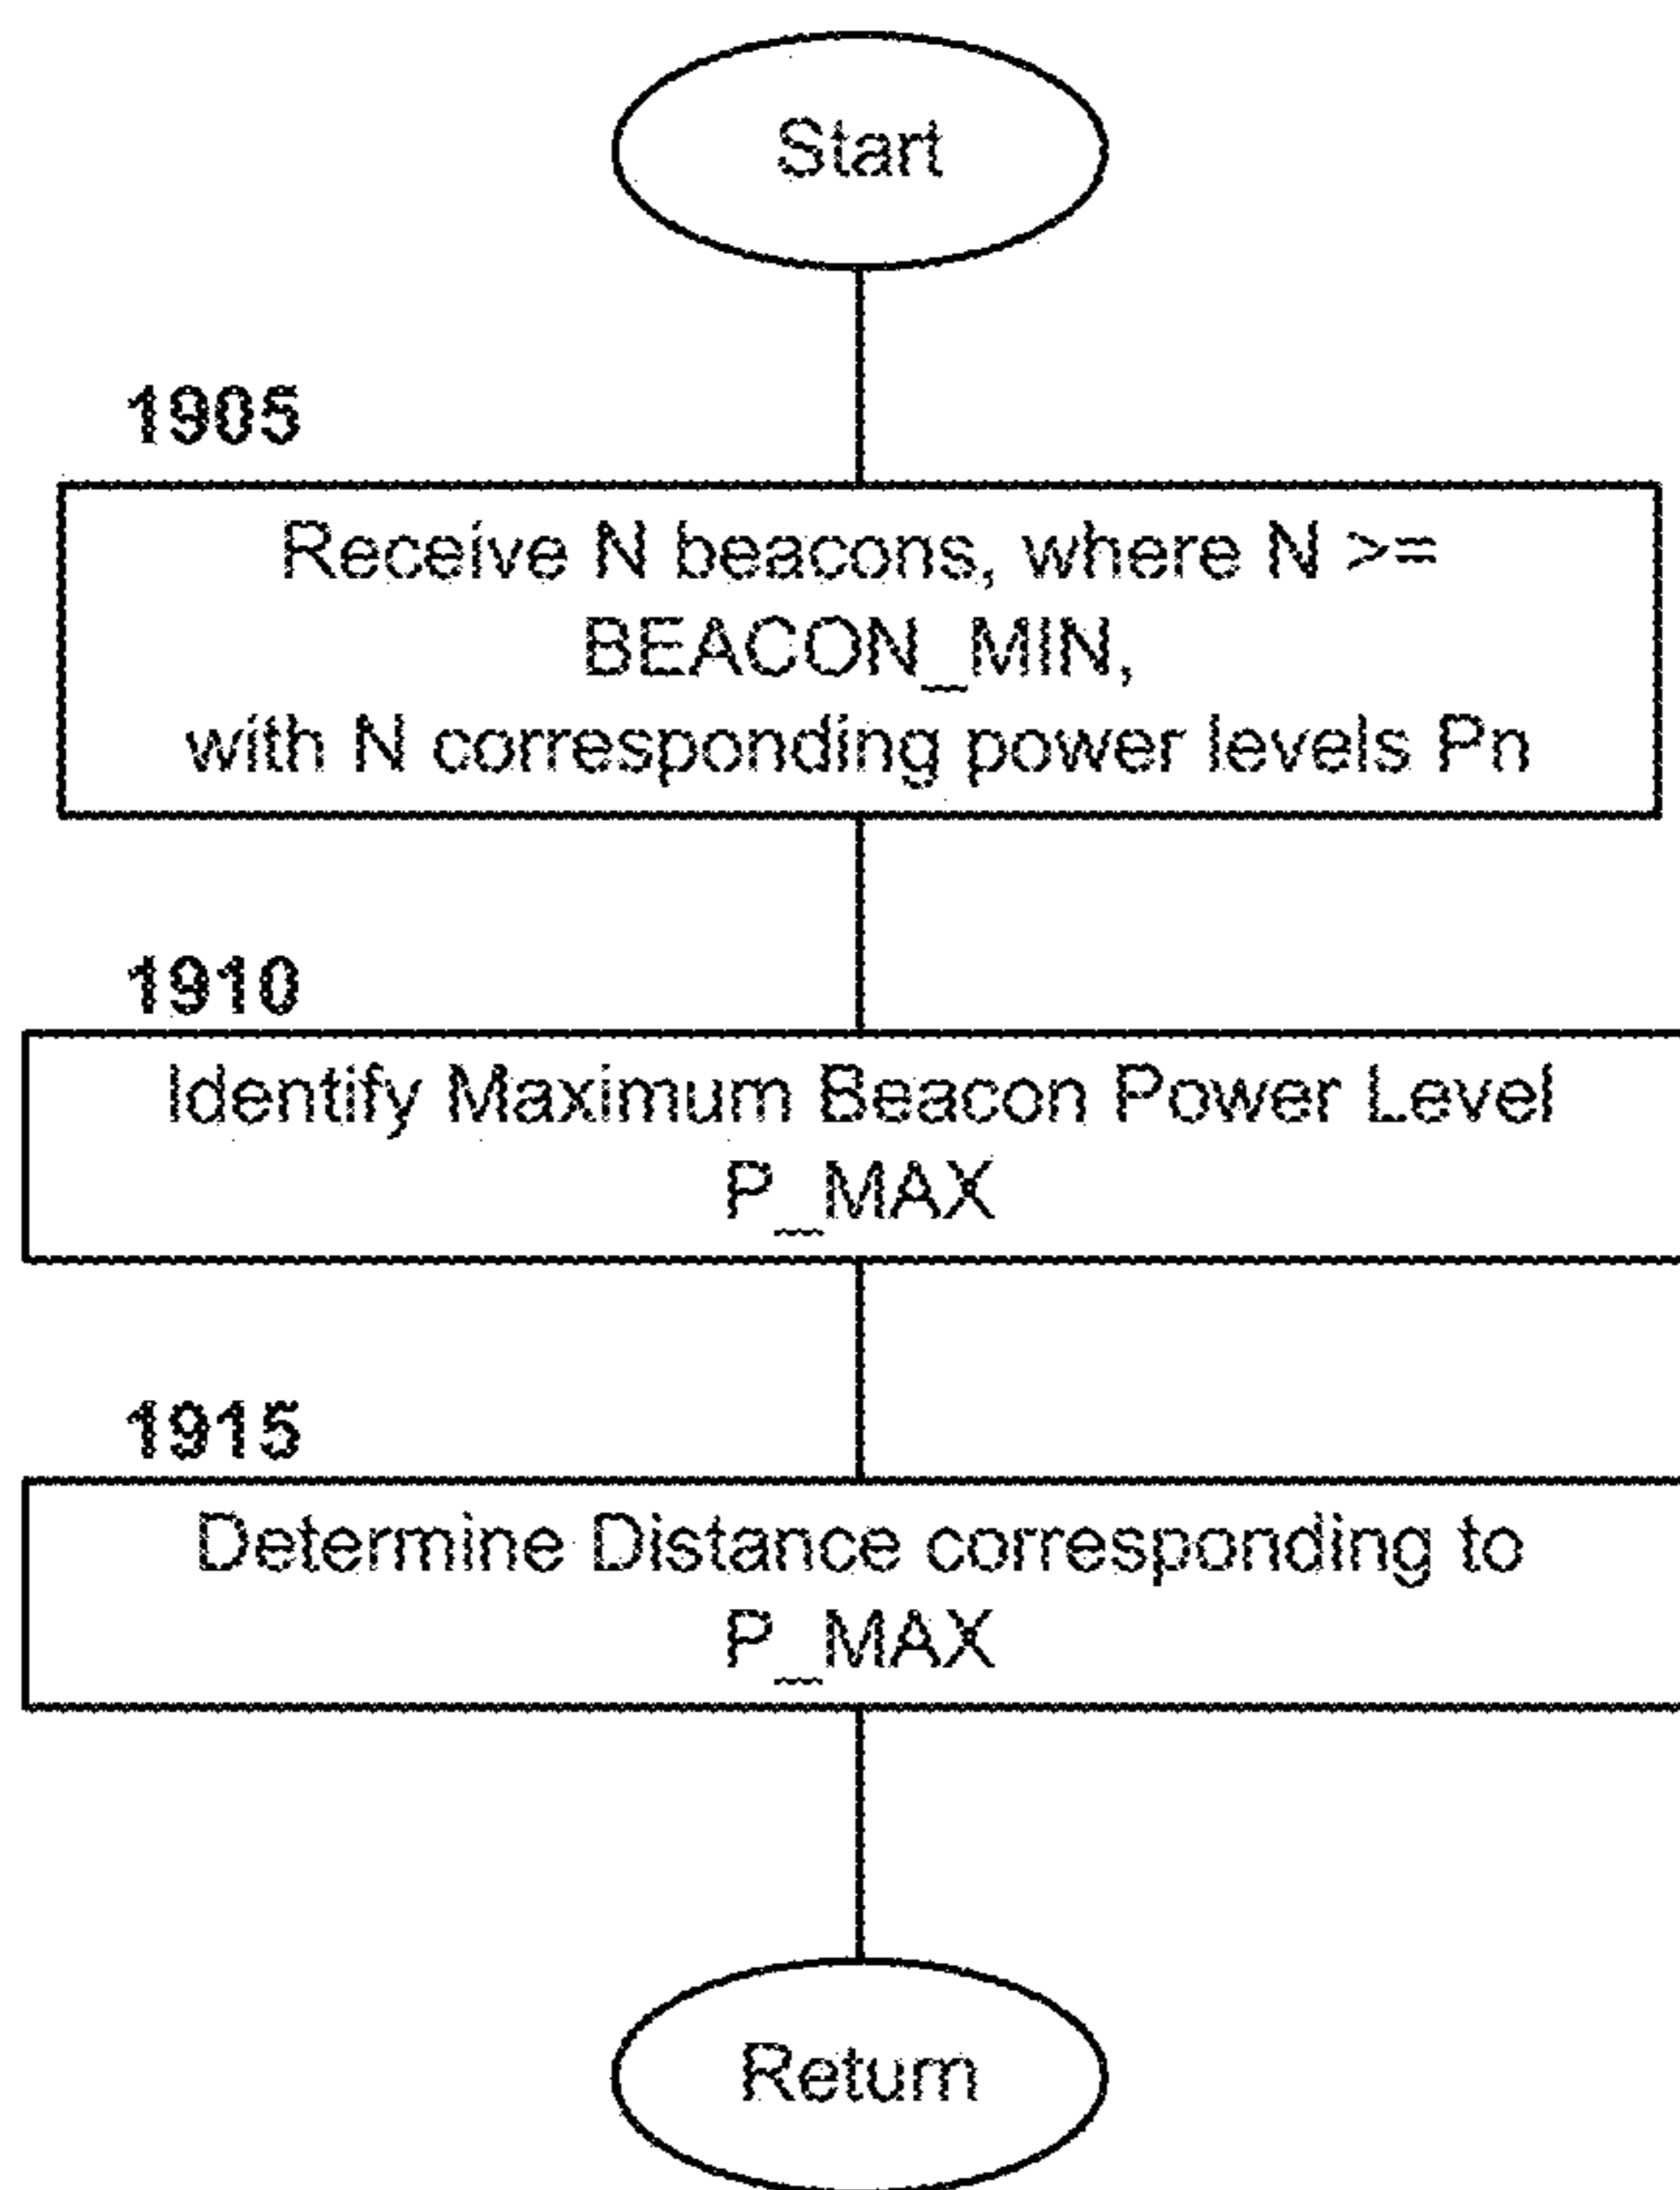 Start
1905
Receive N beacons, where N >=
BEACON_MIN,
with N corresponding power levels Pn
1910
Identify Maximum Beacon Power Level
P_MAX
1915
Determine Distance corresponding to
P_MAX
Return